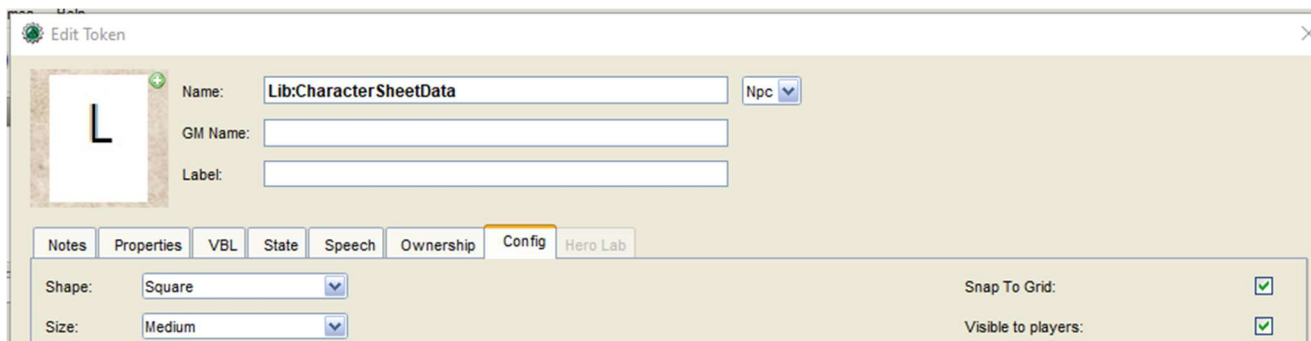 Edit Token
L
Name: Lib:CharacterSheetData Npc
GM Name:
Label:
Notes Properties VBL State Speech Ownership Config Hero Lab
Shape: Square Snap To Grid:
Size: Medium Visible to players: